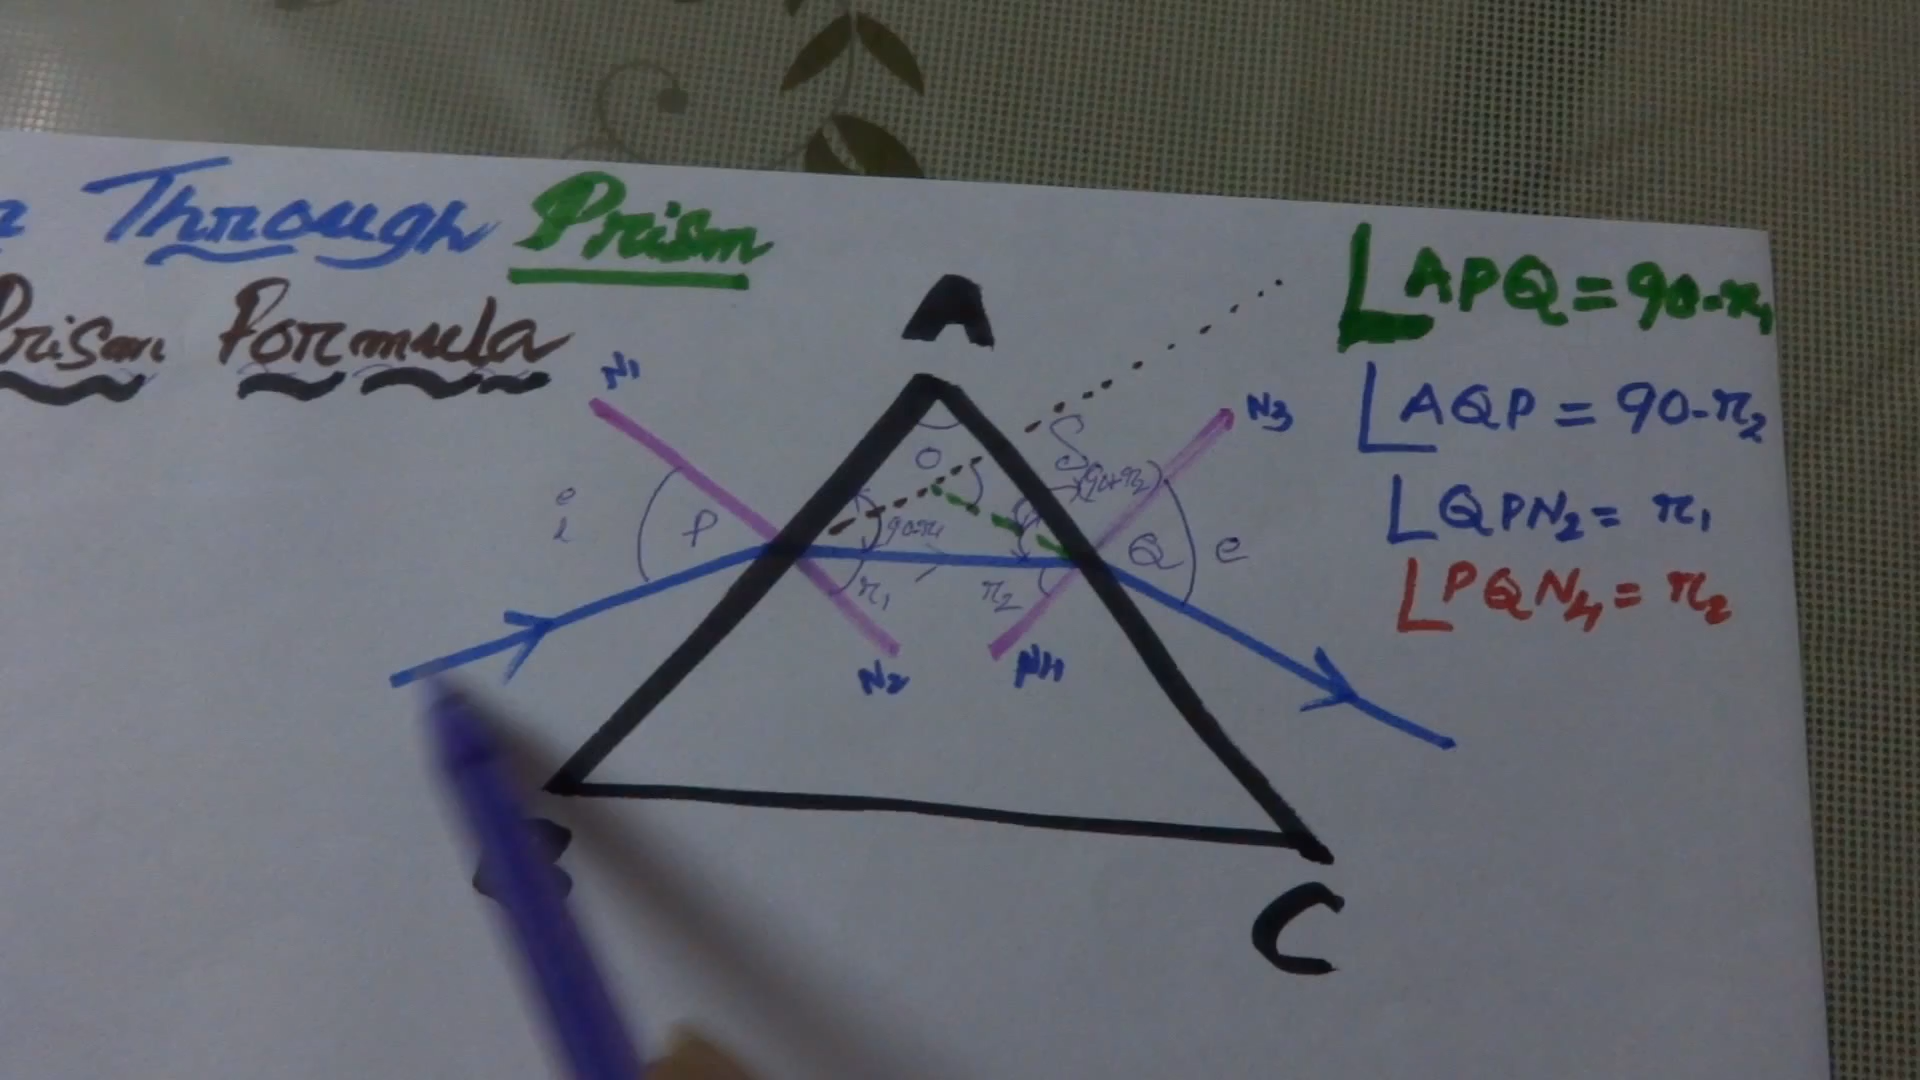 Through Prism
Prism Formula
∠APQ = 90-r₁
∠AQP = 90-r₂
∠QPN₂ = r₁
∠PQN₄ = r₂
A
N1
N3
O
δ
(90+r₂)
i
P
90-r₁
Q
e
r₁
r₂
N2
N4
C